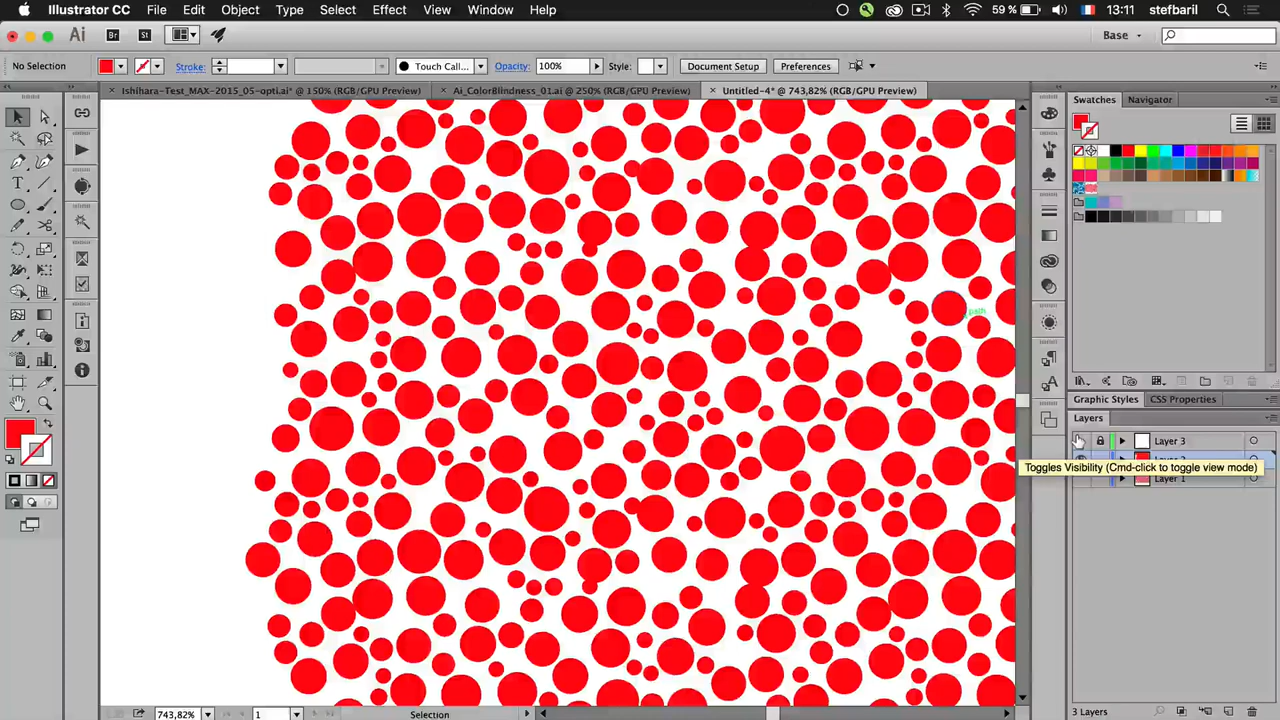 Illustrator CC File Edit Object Type Select Effect View Window Help 59 % 13:11 stefbaril
Ai Br St Base
No Selection Stroke: Touch Call... Opacity: 100% Style: Document Setup Preferences
× Ishihara-Test_MAX-2015_05-opti.ai* @ 150% (RGB/GPU Preview) × Ai_ColorBlindness_01.ai @ 250% (RGB/GPU Preview) × Untitled-4* @ 743,82% (RGB/GPU Preview)
Swatches Navigator
path
Graphic Styles CSS Properties
Layers
Layer 3
Toggles Visibility (Cmd-click to toggle view mode)
Layer 1
743,82% 1 Selection 3 Layers